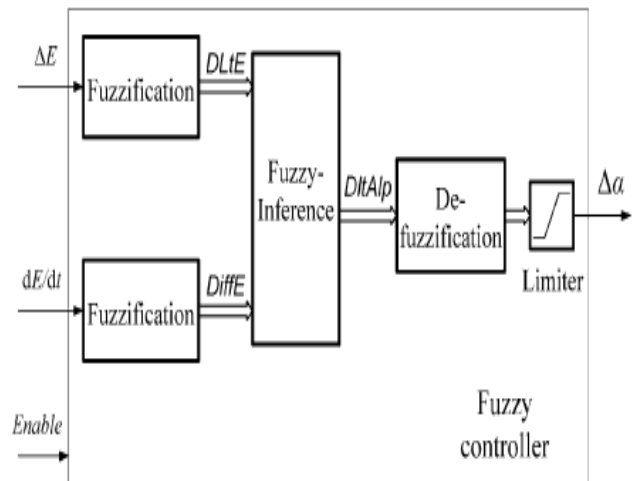 ΔE
Fuzzification
DLtE
Fuzzy-
Inference
DltAlp
De-
fuzzification
Δα
Limiter
dE/dt
Fuzzification
DiffE
Enable
Fuzzy
controller